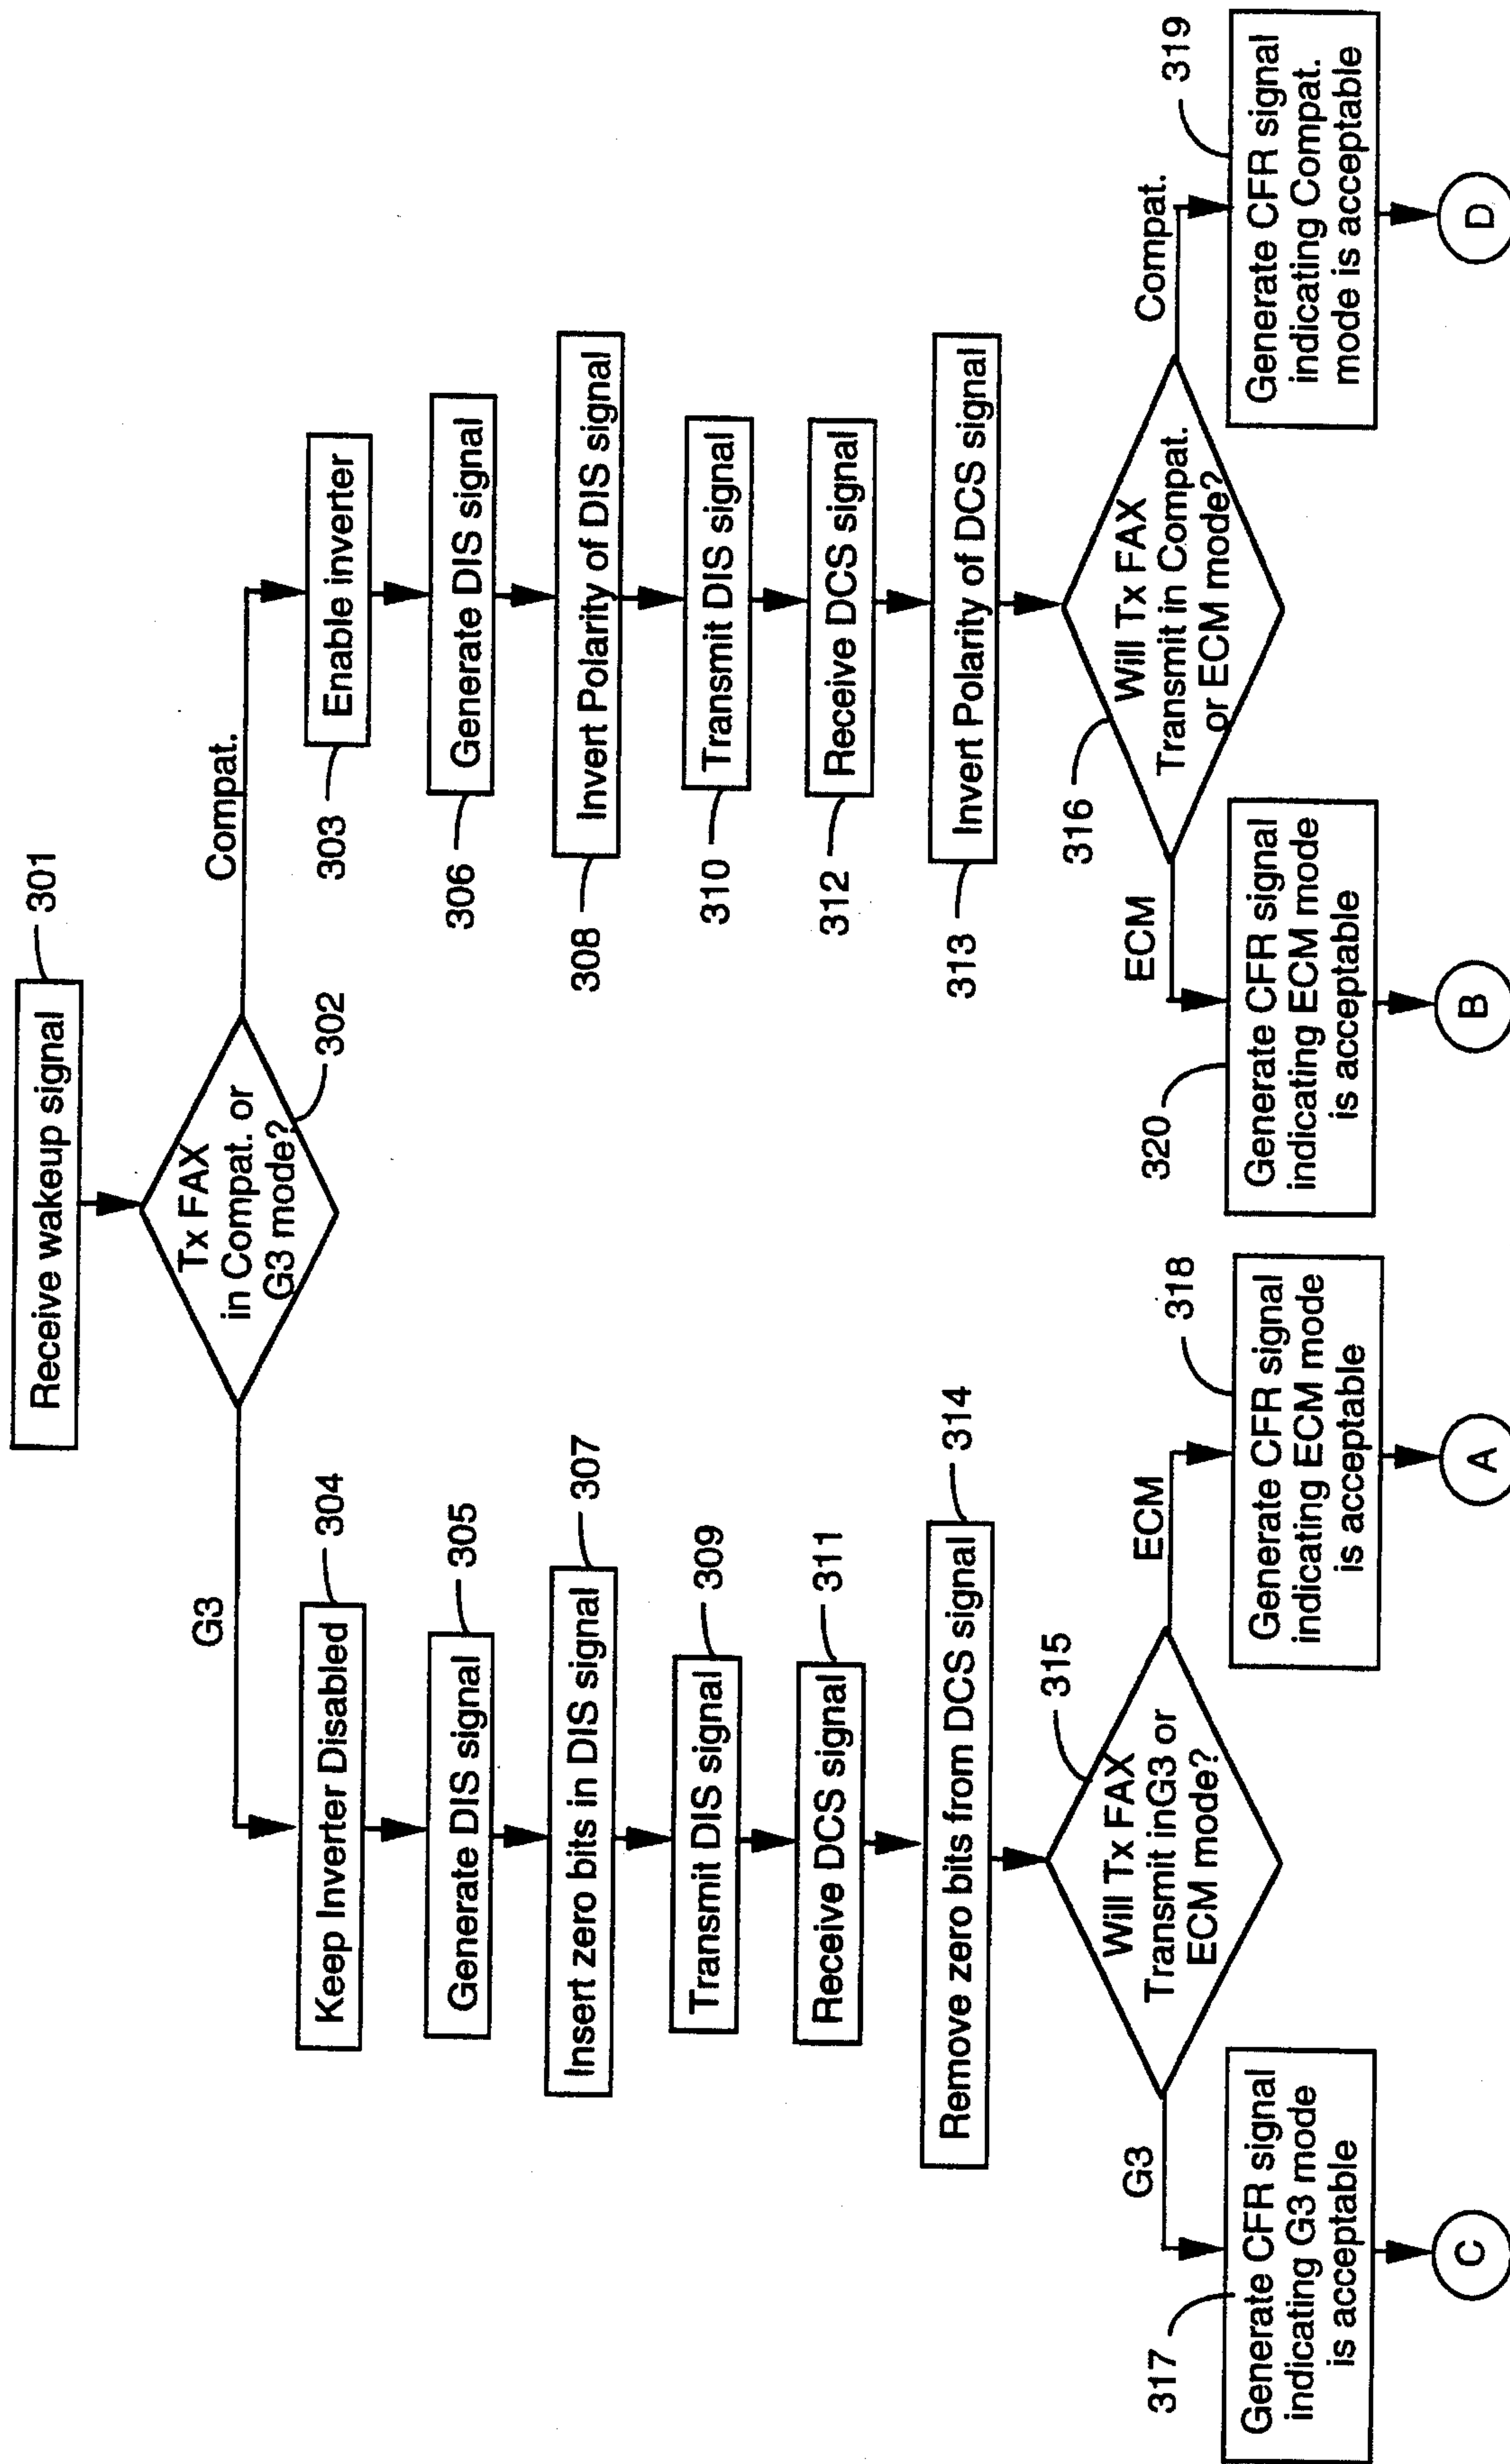 Receive wakeup signal
301
Tx FAX
in Compat. or
G3 mode?
302
G3
Compat.
Keep Inverter Disabled
304
Enable inverter
303
Generate DIS signal
305
Generate DIS signal
306
Insert zero bits in DIS signal
307
Invert Polarity of DIS signal
308
Transmit DIS signal
309
Transmit DIS signal
310
Receive DCS signal
311
Receive DCS signal
312
Remove zero bits from DCS signal
314
Invert Polarity of DCS signal
313
Will Tx FAX
Transmit inG3 or
ECM mode?
315
Will Tx FAX
Transmit in Compat.
or ECM mode?
316
G3
ECM
ECM
Compat.
Generate CFR signal
indicating G3 mode
is acceptable
317
Generate CFR signal
indicating ECM mode
is acceptable
318
Generate CFR signal
indicating ECM mode
is acceptable
320
Generate CFR signal
indicating Compat.
mode is acceptable
319
C
A
B
D